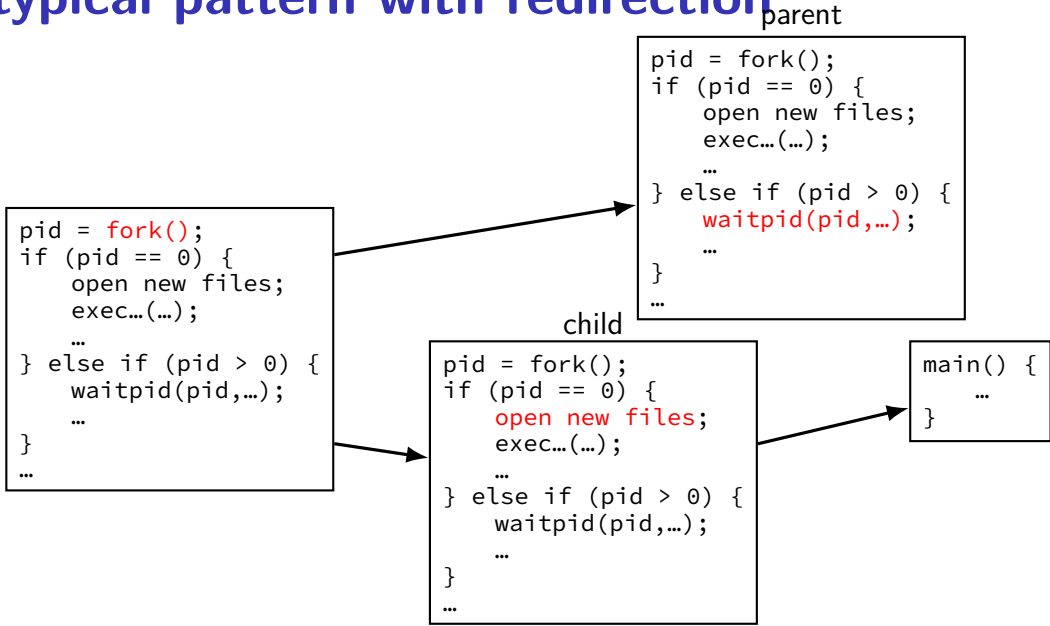 typical pattern with redirection
parent
pid = fork();
if (pid == 0) {
open new files;
exec…(…);
…
} else if (pid > 0) {
waitpid(pid,…);
…
}
…
pid = fork();
if (pid == 0) {
open new files;
exec…(…);
…
} else if (pid > 0) {
waitpid(pid,…);
…
}
…
child
pid = fork();
if (pid == 0) {
open new files;
exec…(…);
…
} else if (pid > 0) {
waitpid(pid,…);
…
}
…
main() {
…
}